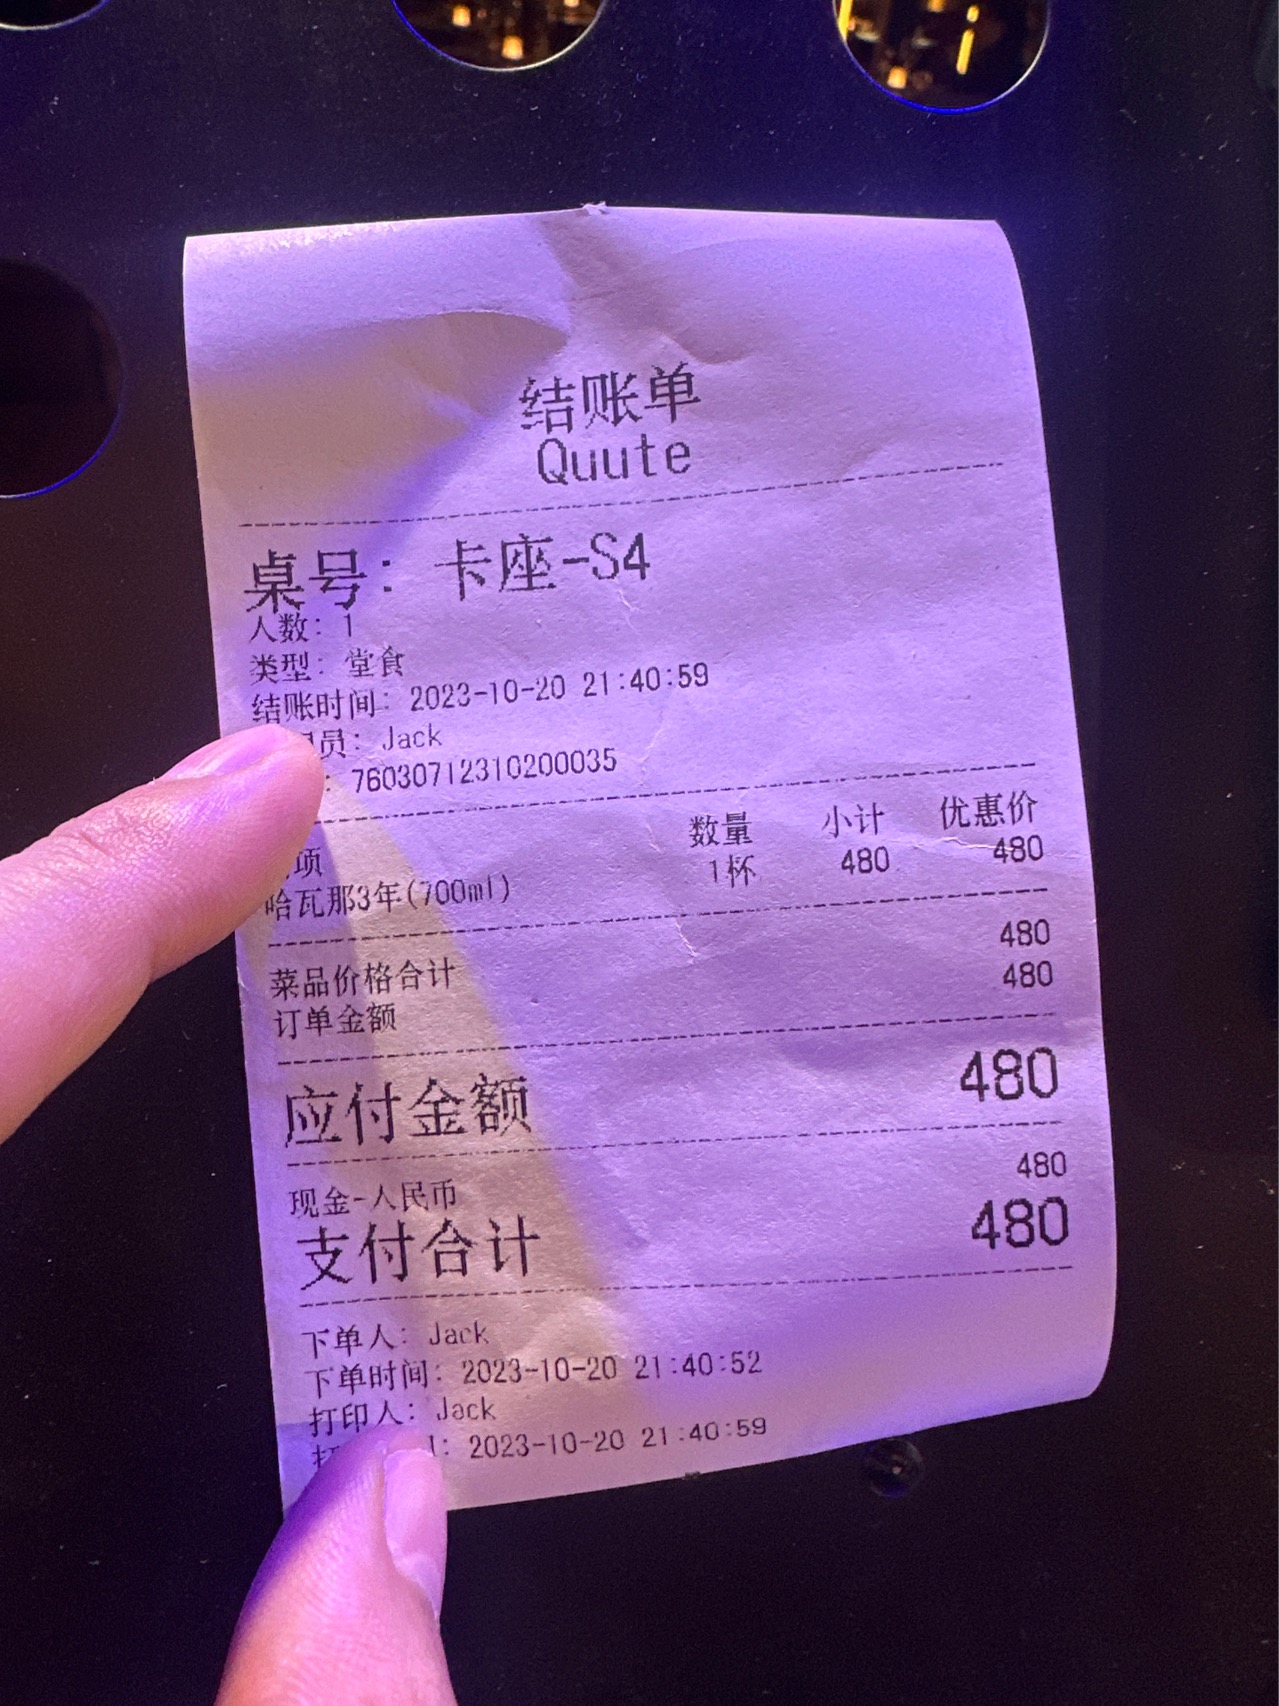 结账单
Quute
桌号: 卡座-S4
人数: 1
类型: 堂食
结账时间: 2023-10-20 21:40:59
员: Jack
: 76030712310200035
项 数量 小计 优惠价
哈瓦那3年(700ml) 1杯 480 480
菜品价格合计 480
订单金额 480
应付金额 480
现金-人民币 480
支付合计 480
下单人: Jack
下单时间: 2023-10-20 21:40:52
打印人: Jack
: 2023-10-20 21:40:59